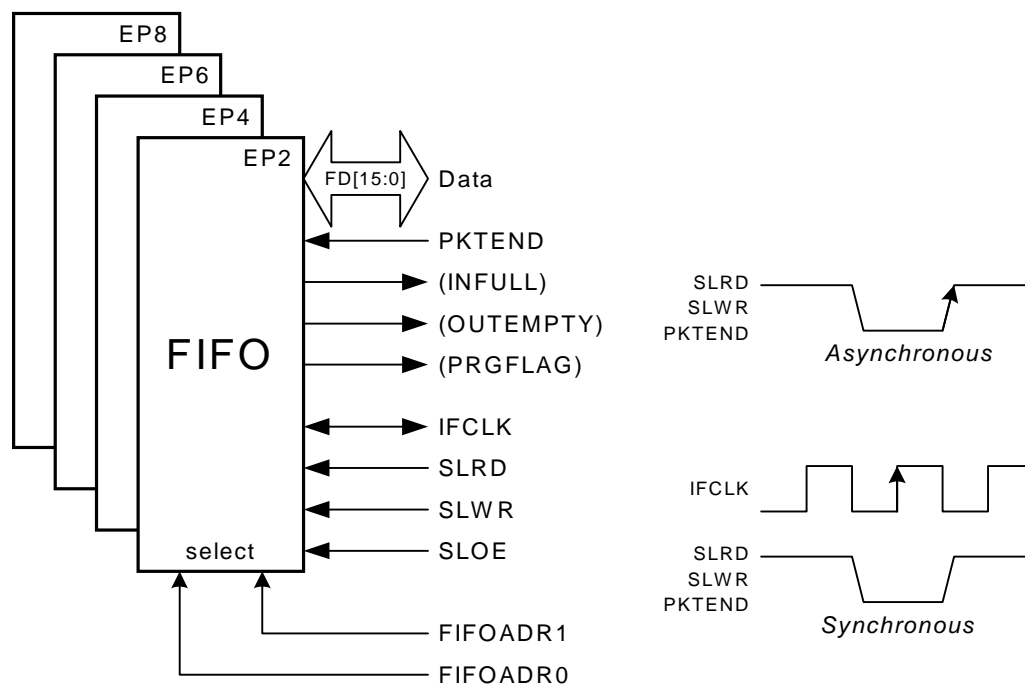 EP8
EP6
EP4
EP2
FD[15:0]
Data
PKTEND
(INFULL)
(OUTEMPTY)
(PRGFLAG)
FIFO
IFCLK
SLRD
SLWR
SLOE
select
FIFOADR1
FIFOADR0
SLRD
SLWR
PKTEND
Asynchronous
IFCLK
SLRD
SLWR
PKTEND
Synchronous